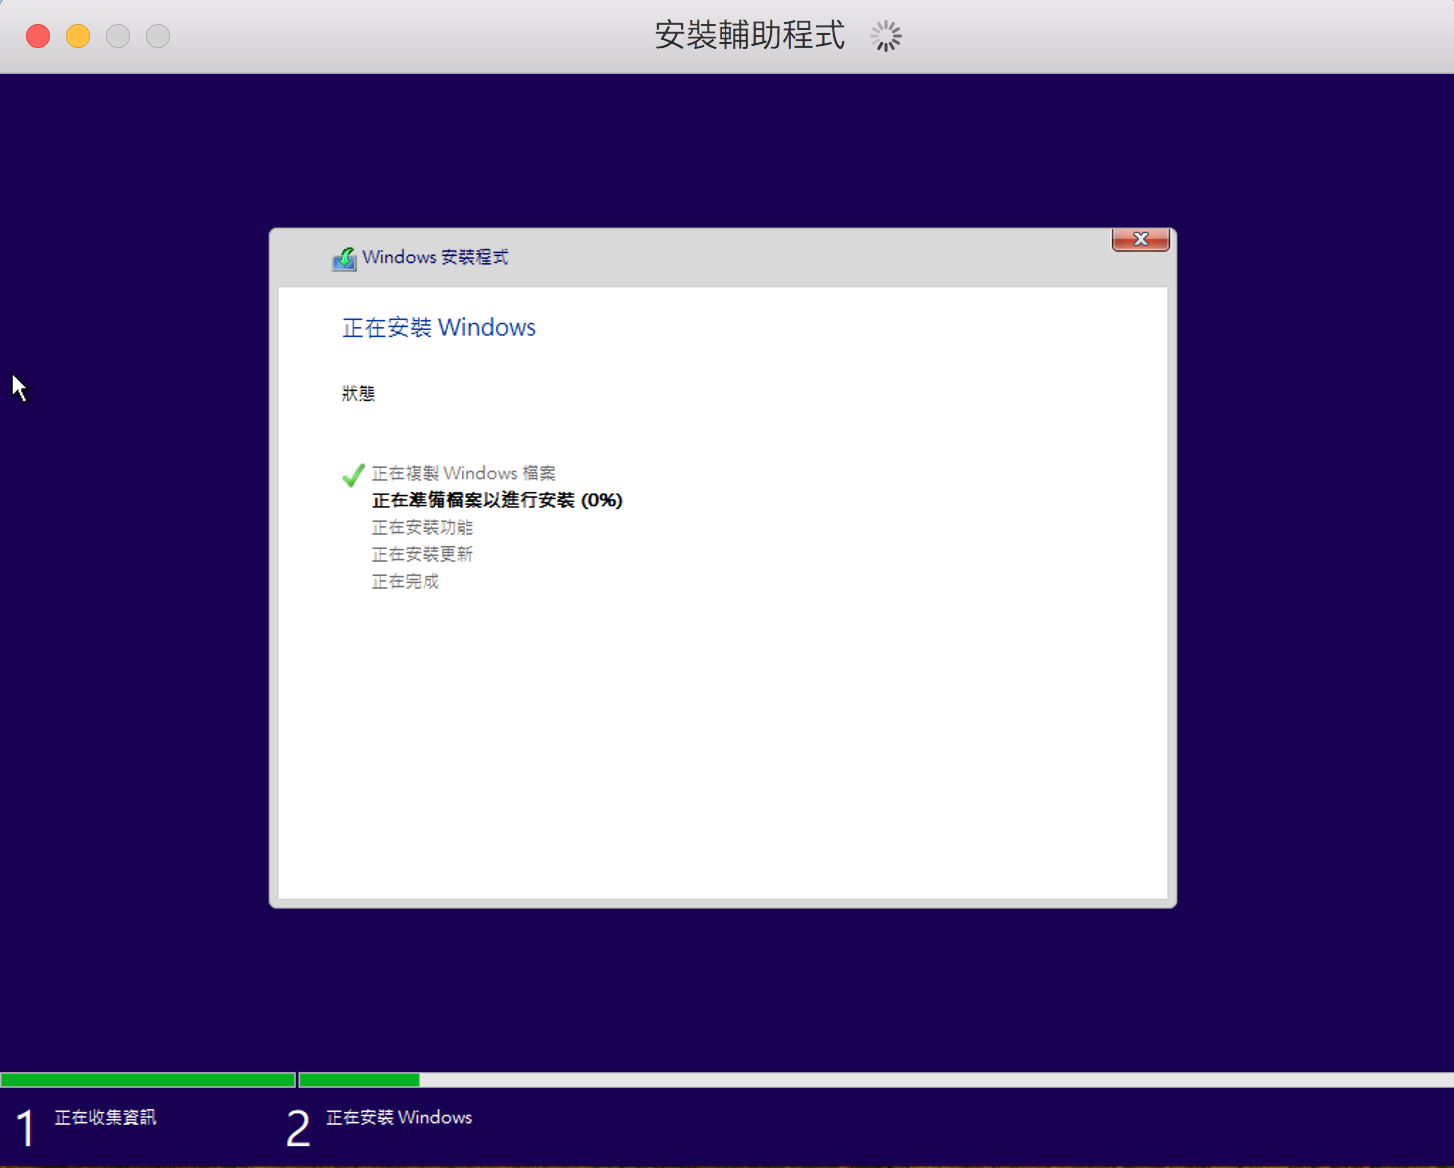 安裝輔助程式
Windows 安裝程式
正在安裝 Windows
狀態
正在複製 Windows 檔案
正在準備檔案以進行安裝 (0%)
正在安裝功能
正在安裝更新
正在完成
1 正在收集資訊
2 正在安裝 Windows